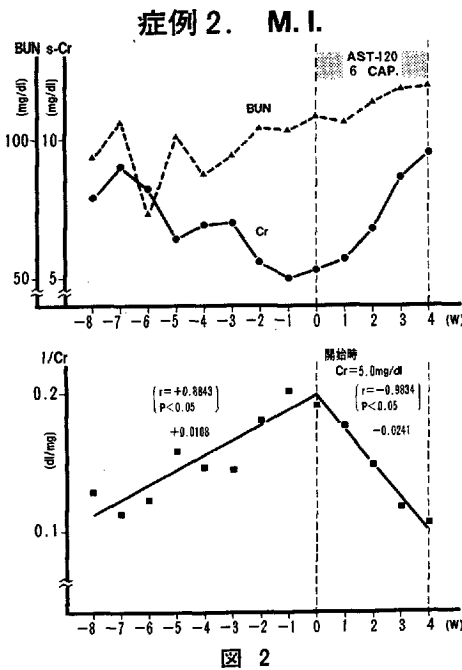 症例2. M.I.
BUN s-Cr
(mg/dl) (mg/dl)
AST-120
6 CAP.
BUN
100 10
Cr
50 5
-8 -7 -6 -5 -4 -3 -2 -1 0 1 2 3 4 (W)
1/Cr
開始時
Cr=5.0mg/dl
0.2
r=+0.8843
P<0.05
+0.0108
r=-0.9834
P<0.05
-0.0241
(dl/mg)
0.1
-8 -7 -6 -5 -4 -3 -2 -1 0 1 2 3 4 (W)
図 2